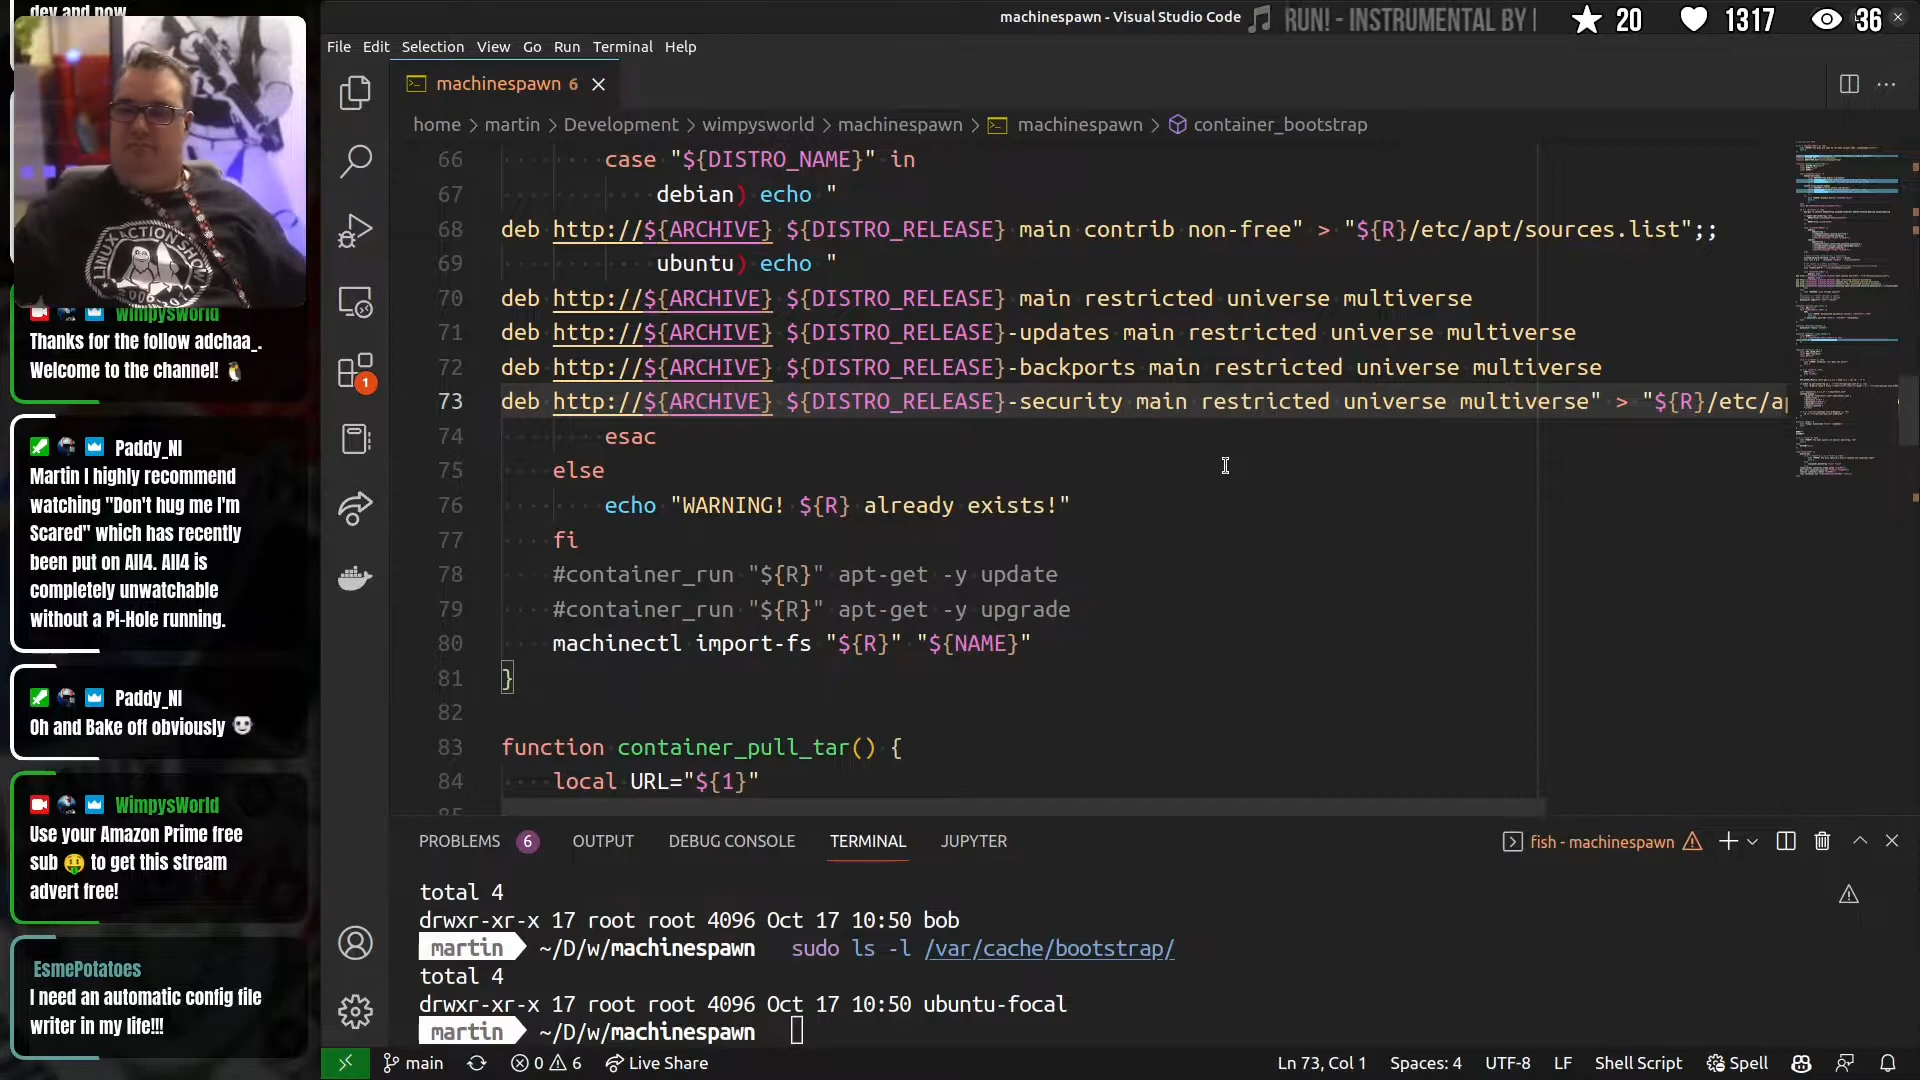 dev and now
WimpysWorld
Thanks for the follow adchaa_.
Welcome to the channel! 🐧
Paddy_NI
Martin I highly recommend
watching "Don't hug me I'm
Scared" which has recently
been put on All4. All4 is
completely unwatchable
without a Pi-Hole running.
Paddy_NI
Oh and Bake off obviously
WimpysWorld
Use your Amazon Prime free
sub 🤑 to get this stream
advert free!
EsmePotatoes
I need an automatic config file
writer in my life!!!
LINUX ACTION SHOW
2006-2017
machinespawn - Visual Studio Code
RUN! - INSTRUMENTAL BY
20
1317
36
File Edit Selection View Go Run Terminal Help
machinespawn 6
home > martin > Development > wimpysworld > machinespawn > machinespawn > container_bootstrap
66 case "${DISTRO_NAME}" in
67 debian) echo "
68 deb http://${ARCHIVE} ${DISTRO_RELEASE} main contrib non-free" > "${R}/etc/apt/sources.list";;
69 ubuntu) echo "
70 deb http://${ARCHIVE} ${DISTRO_RELEASE} main restricted universe multiverse
71 deb http://${ARCHIVE} ${DISTRO_RELEASE}-updates main restricted universe multiverse
72 deb http://${ARCHIVE} ${DISTRO_RELEASE}-backports main restricted universe multiverse
73 deb http://${ARCHIVE} ${DISTRO_RELEASE}-security main restricted universe multiverse" > "${R}/etc/ap
74 esac
75 else
76 echo "WARNING! ${R} already exists!"
77 fi
78 #container_run "${R}" apt-get -y update
79 #container_run "${R}" apt-get -y upgrade
80 machinectl import-fs "${R}" "${NAME}"
81 }
82
83 function container_pull_tar() {
84 local URL="${1}"
85
1
PROBLEMS 6 OUTPUT DEBUG CONSOLE TERMINAL JUPYTER
fish - machinespawn
total 4
drwxr-xr-x 17 root root 4096 Oct 17 10:50 bob
martin ~/D/w/machinespawn sudo ls -l /var/cache/bootstrap/
total 4
drwxr-xr-x 17 root root 4096 Oct 17 10:50 ubuntu-focal
martin ~/D/w/machinespawn
main 0 6 Live Share
Ln 73, Col 1 Spaces: 4 UTF-8 LF Shell Script Spell